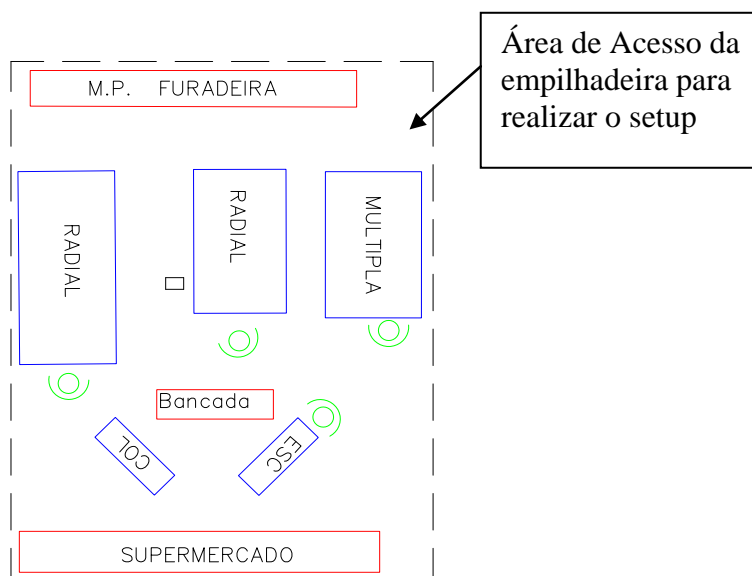 Área de Acesso da
empilhadeira para
realizar o setup
M.P. FURADEIRA
RADIAL
RADIAL
MULTIPLA
Bancada
COL
ESC
SUPERMERCADO